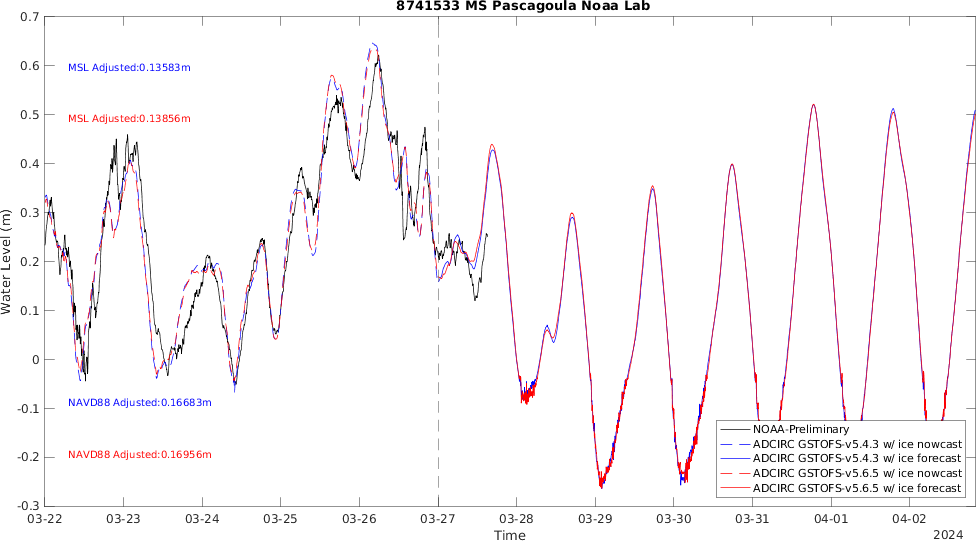 8741533 MS Pascagoula Noaa Lab
0.7
0.6
0.5
0.4
0.3
0.2
0.1
0
-0.1
-0.2
-0.3
Water Level (m)
MSL Adjusted:0.13583m
MSL Adjusted:0.13856m
NAVD88 Adjusted:0.16683m
NAVD88 Adjusted:0.16956m
NOAA-Preliminary
ADCIRC GSTOFS-v5.4.3 w/ ice nowcast
ADCIRC GSTOFS-v5.4.3 w/ ice forecast
ADCIRC GSTOFS-v5.6.5 w/ ice nowcast
ADCIRC GSTOFS-v5.6.5 w/ ice forecast
03-22 03-23 03-24 03-25 03-26 03-27 03-28 03-29 03-30 03-31 04-01 04-02
Time
2024